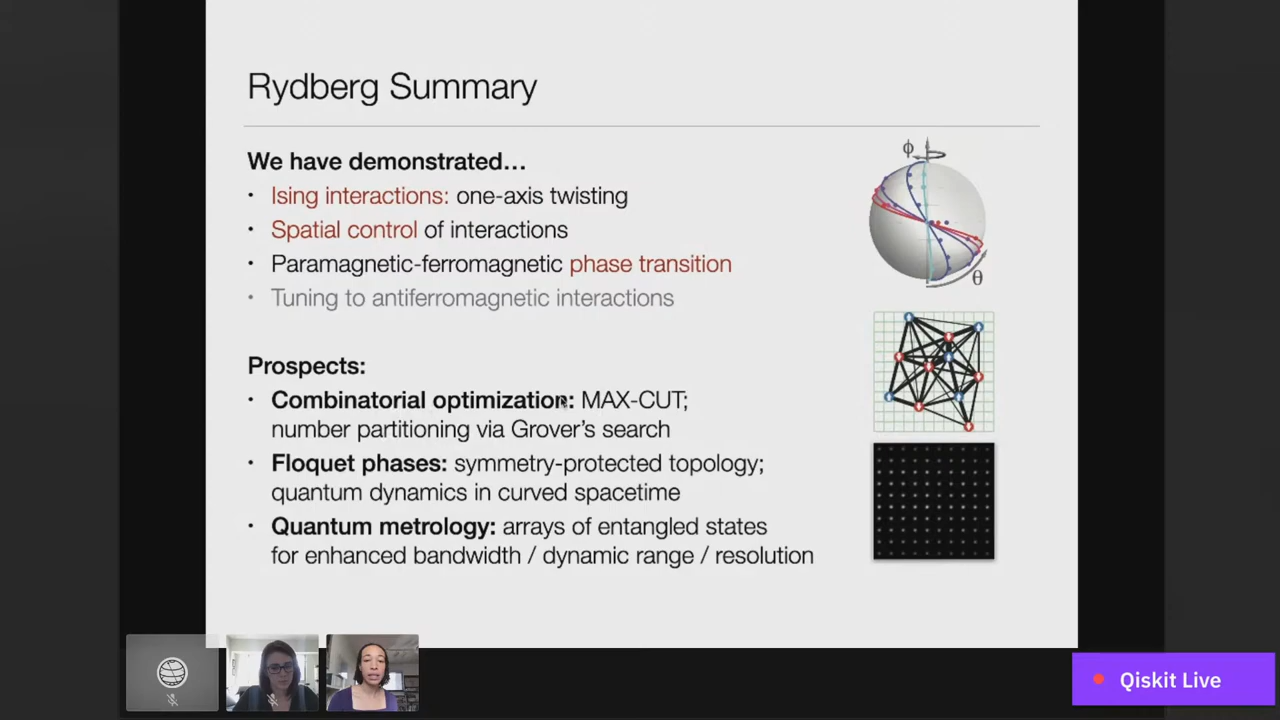 Rydberg Summary
We have demonstrated…
• Ising interactions: one-axis twisting
• Spatial control of interactions
• Paramagnetic-ferromagnetic phase transition
• Tuning to antiferromagnetic interactions
ϕ
θ
Prospects:
• Combinatorial optimization: MAX-CUT;
number partitioning via Grover's search
• Floquet phases: symmetry-protected topology;
quantum dynamics in curved spacetime
• Quantum metrology: arrays of entangled states
for enhanced bandwidth / dynamic range / resolution
Qiskit Live